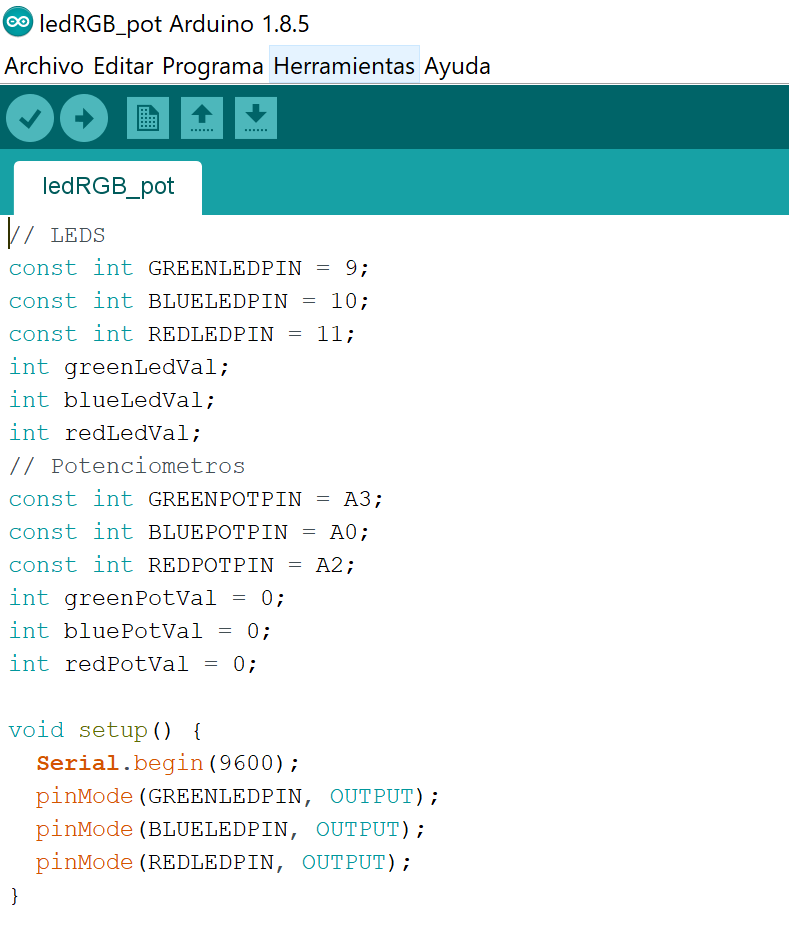 ledRGB_pot Arduino 1.8.5
Archivo Editar Programa Herramientas Ayuda
ledRGB_pot
// LEDS
const int GREENLEDPIN = 9;
const int BLUELEDPIN = 10;
const int REDLEDPIN = 11;
int greenLedVal;
int blueLedVal;
int redLedVal;
// Potenciometros
const int GREENPOTPIN = A3;
const int BLUEPOTPIN = A0;
const int REDPOTPIN = A2;
int greenPotVal = 0;
int bluePotVal = 0;
int redPotVal = 0;

void setup() {
  Serial.begin(9600);
  pinMode(GREENLEDPIN, OUTPUT);
  pinMode(BLUELEDPIN, OUTPUT);
  pinMode(REDLEDPIN, OUTPUT);
}